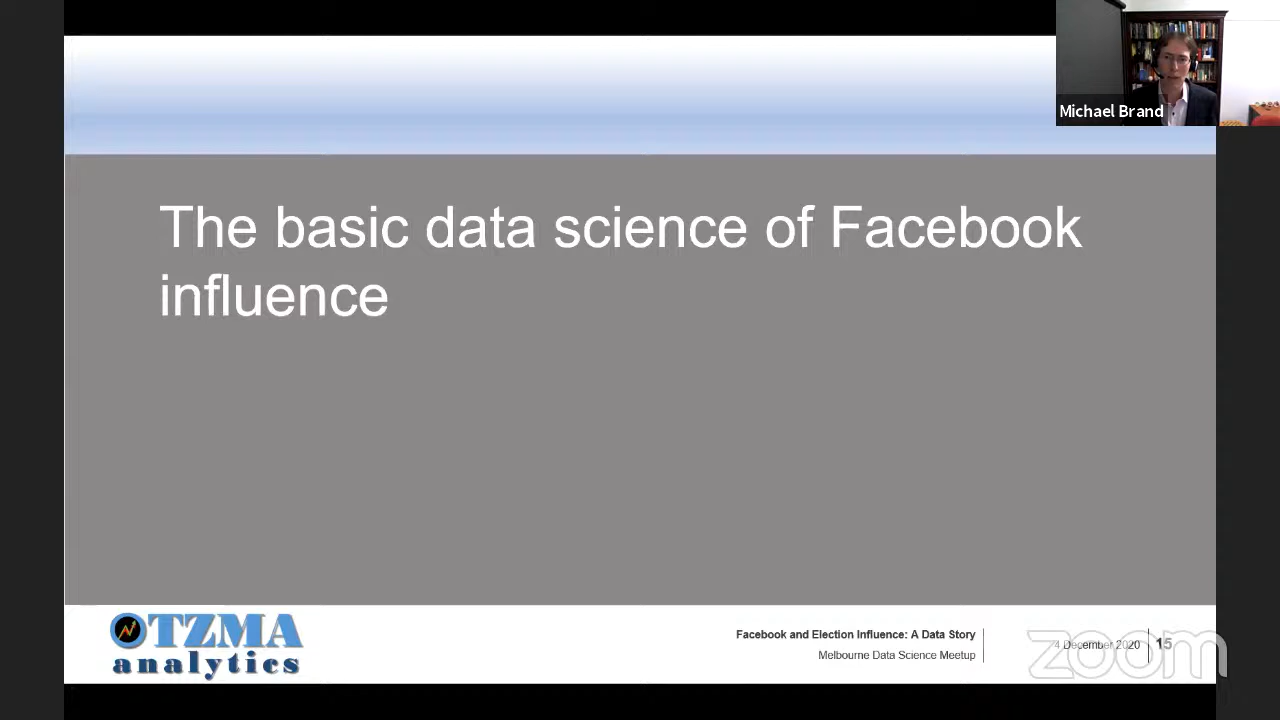 Michael Brand
The basic data science of Facebook
influence
OTZMA
analytics
Facebook and Election Influence: A Data Story
Melbourne Data Science Meetup
4 December 2020
15
zoom